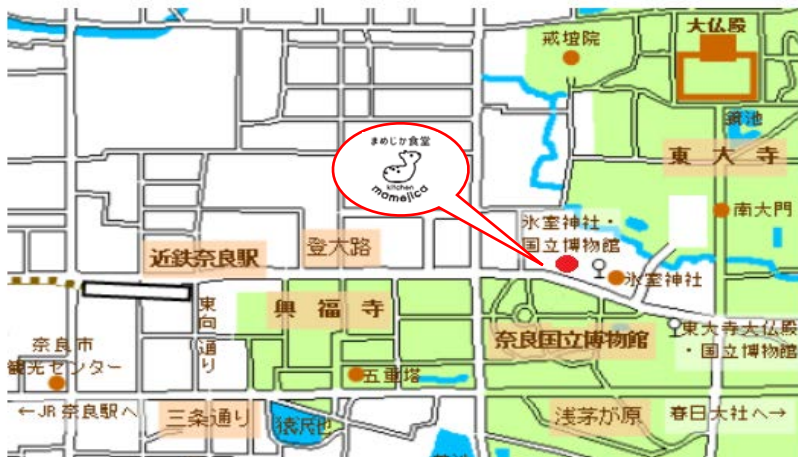 大仏殿
戒壇院
鏡池
まめじか食堂
kitchen
mamejica
東大寺
南大門
氷室神社・
国立博物館
登大路
近鉄奈良駅
氷室神社
東向通り
興福寺
奈良国立博物館
東大寺大仏殿
・国立博物館
奈良市
観光センター
五重塔
←JR奈良駅へ
三条通り
猿沢池
浅茅が原
春日大社へ→